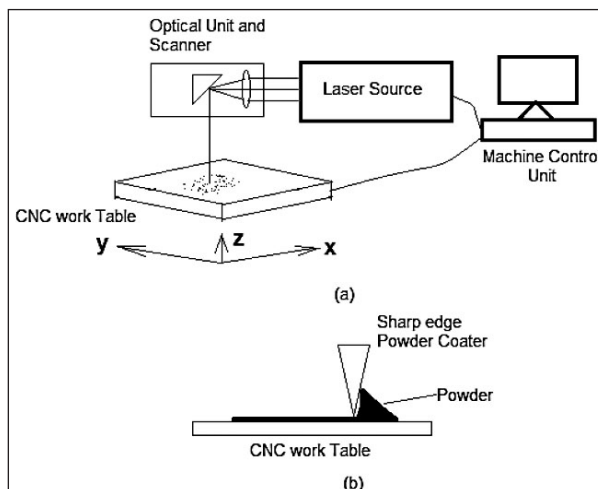 Optical Unit and
Scanner
Laser Source
Machine Control
Unit
CNC work Table
y
z
x
(a)
Sharp edge
Powder Coater
Powder
CNC work Table
(b)